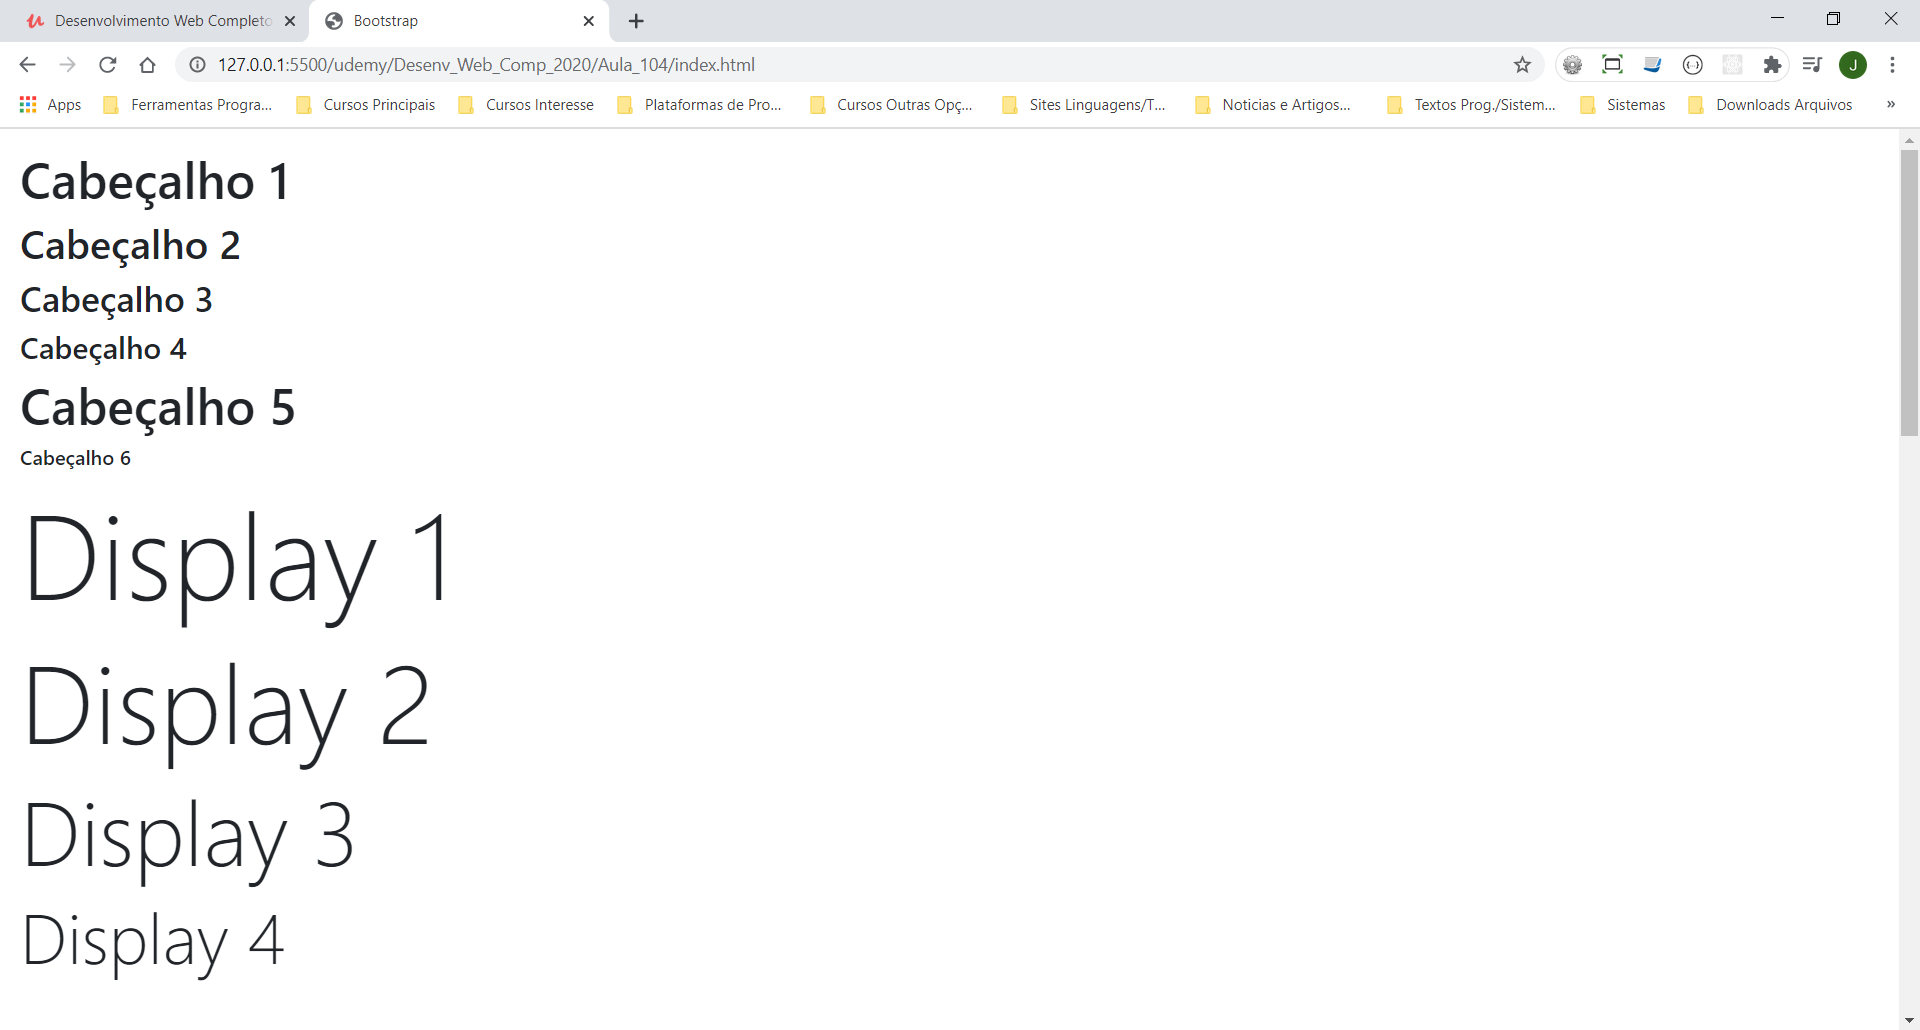 Desenvolvimento Web Completo
Bootstrap
127.0.0.1:5500/udemy/Desenv_Web_Comp_2020/Aula_104/index.html
J
Apps Ferramentas Progra... Cursos Principais Cursos Interesse Plataformas de Pro... Cursos Outras Opç... Sites Linguagens/T... Noticias e Artigos... Textos Prog./Sistem... Sistemas Downloads Arquivos »
Cabeçalho 1
Cabeçalho 2
Cabeçalho 3
Cabeçalho 4
Cabeçalho 5
Cabeçalho 6
Display 1
Display 2
Display 3
Display 4